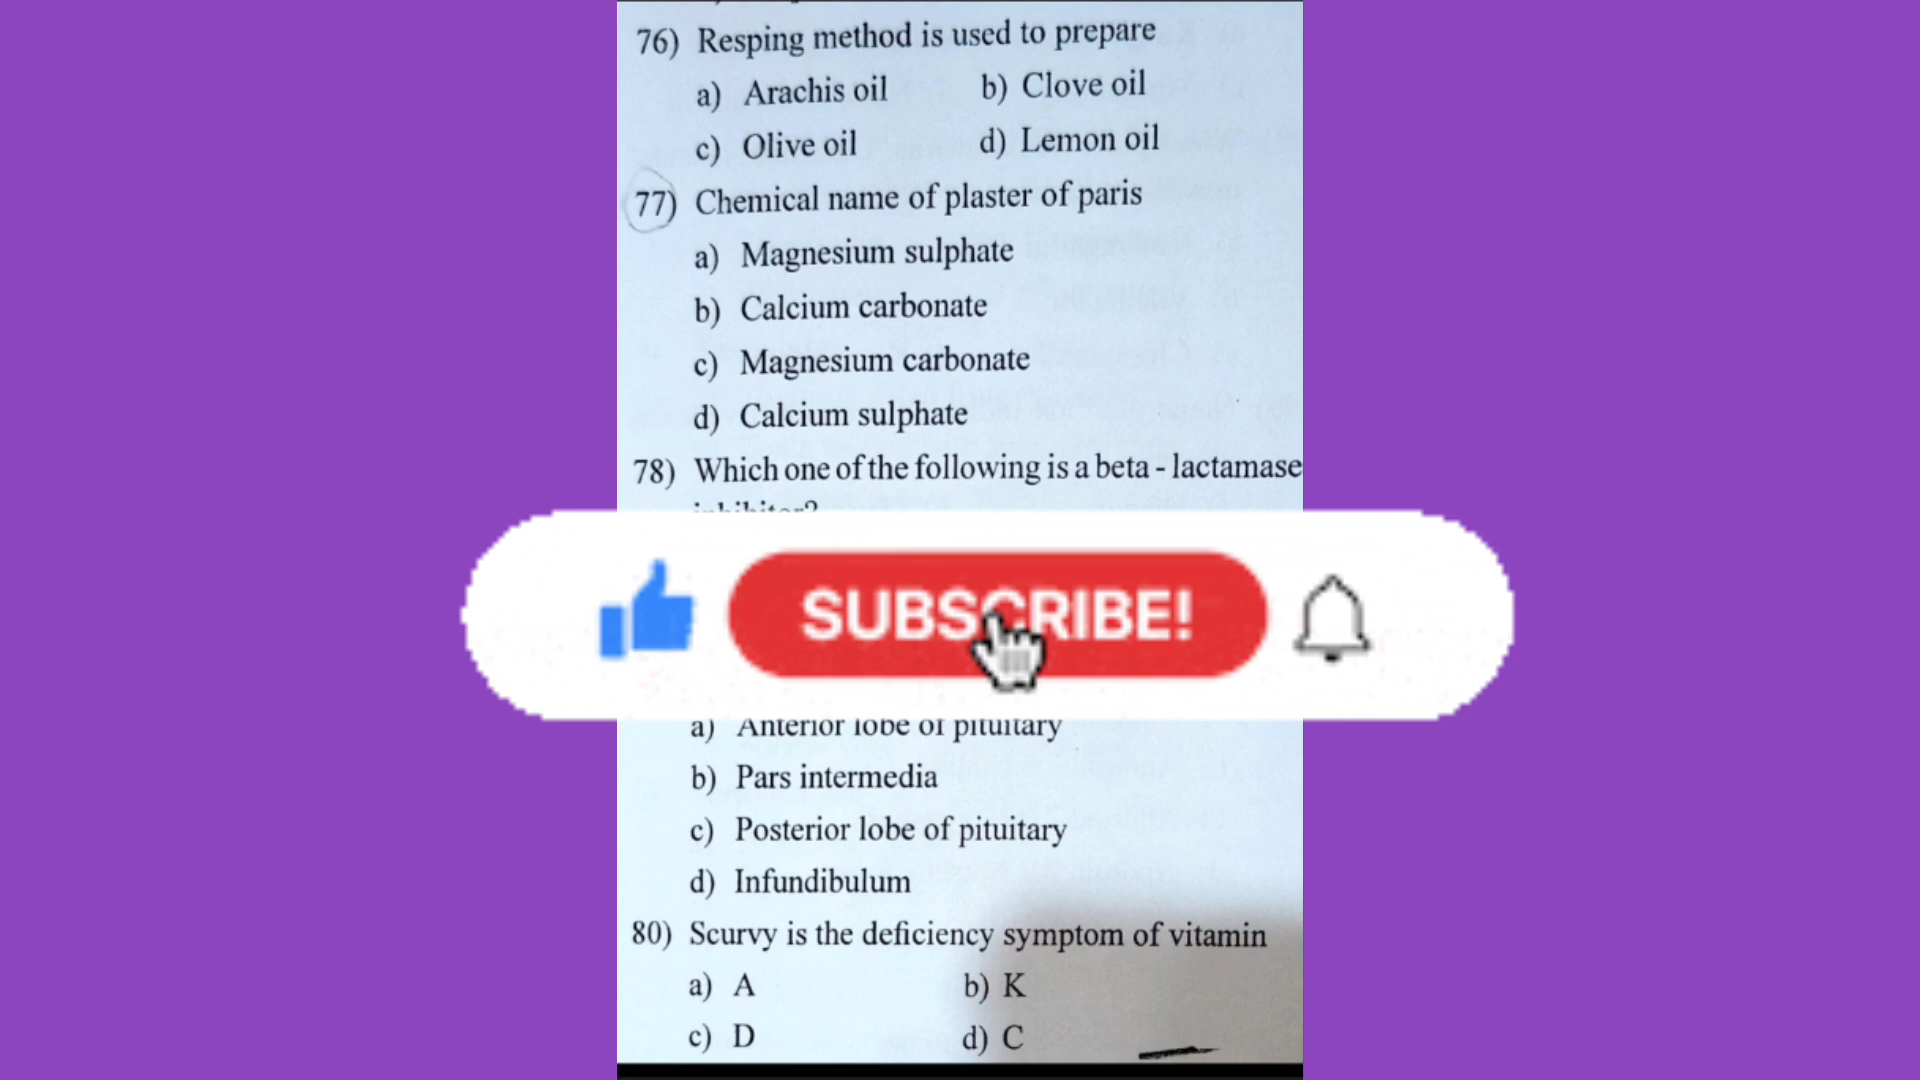 76) Resping method is used to prepare
a) Arachis oil b) Clove oil
c) Olive oil d) Lemon oil
77) Chemical name of plaster of paris
a) Magnesium sulphate
b) Calcium carbonate
c) Magnesium carbonate
d) Calcium sulphate
78) Which one of the following is a beta - lactamase
inhibitor?
SUBSCRIBE!
a) Anterior lobe of pituitary
b) Pars intermedia
c) Posterior lobe of pituitary
d) Infundibulum
80) Scurvy is the deficiency symptom of vitamin
a) A b) K
c) D d) C